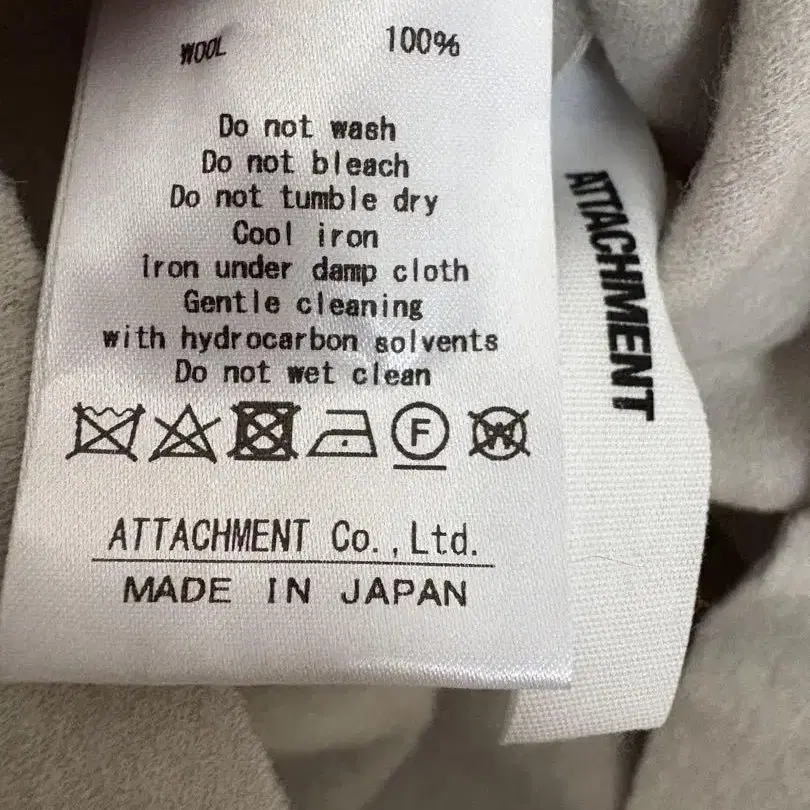 WOOL 100%
Do not wash
Do not bleach
Do not tumble dry
Cool iron
Iron under damp cloth
Gentle cleaning
with hydrocarbon solvents
Do not wet clean
F W
ATTACHMENT Co.,Ltd.
MADE IN JAPAN
ATTACHMENT